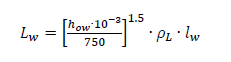 L_w = [h_ow·10^-3 / 750]^1.5 · ρ_L · l_w